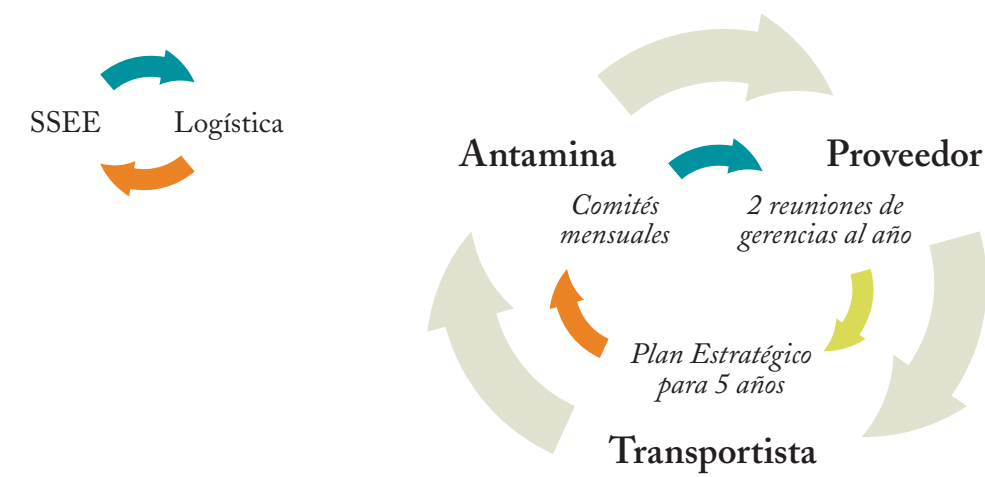 SSEE
Logística
Antamina
Proveedor
Comités
mensuales
2 reuniones de
gerencias al año
Plan Estratégico
para 5 años
Transportista